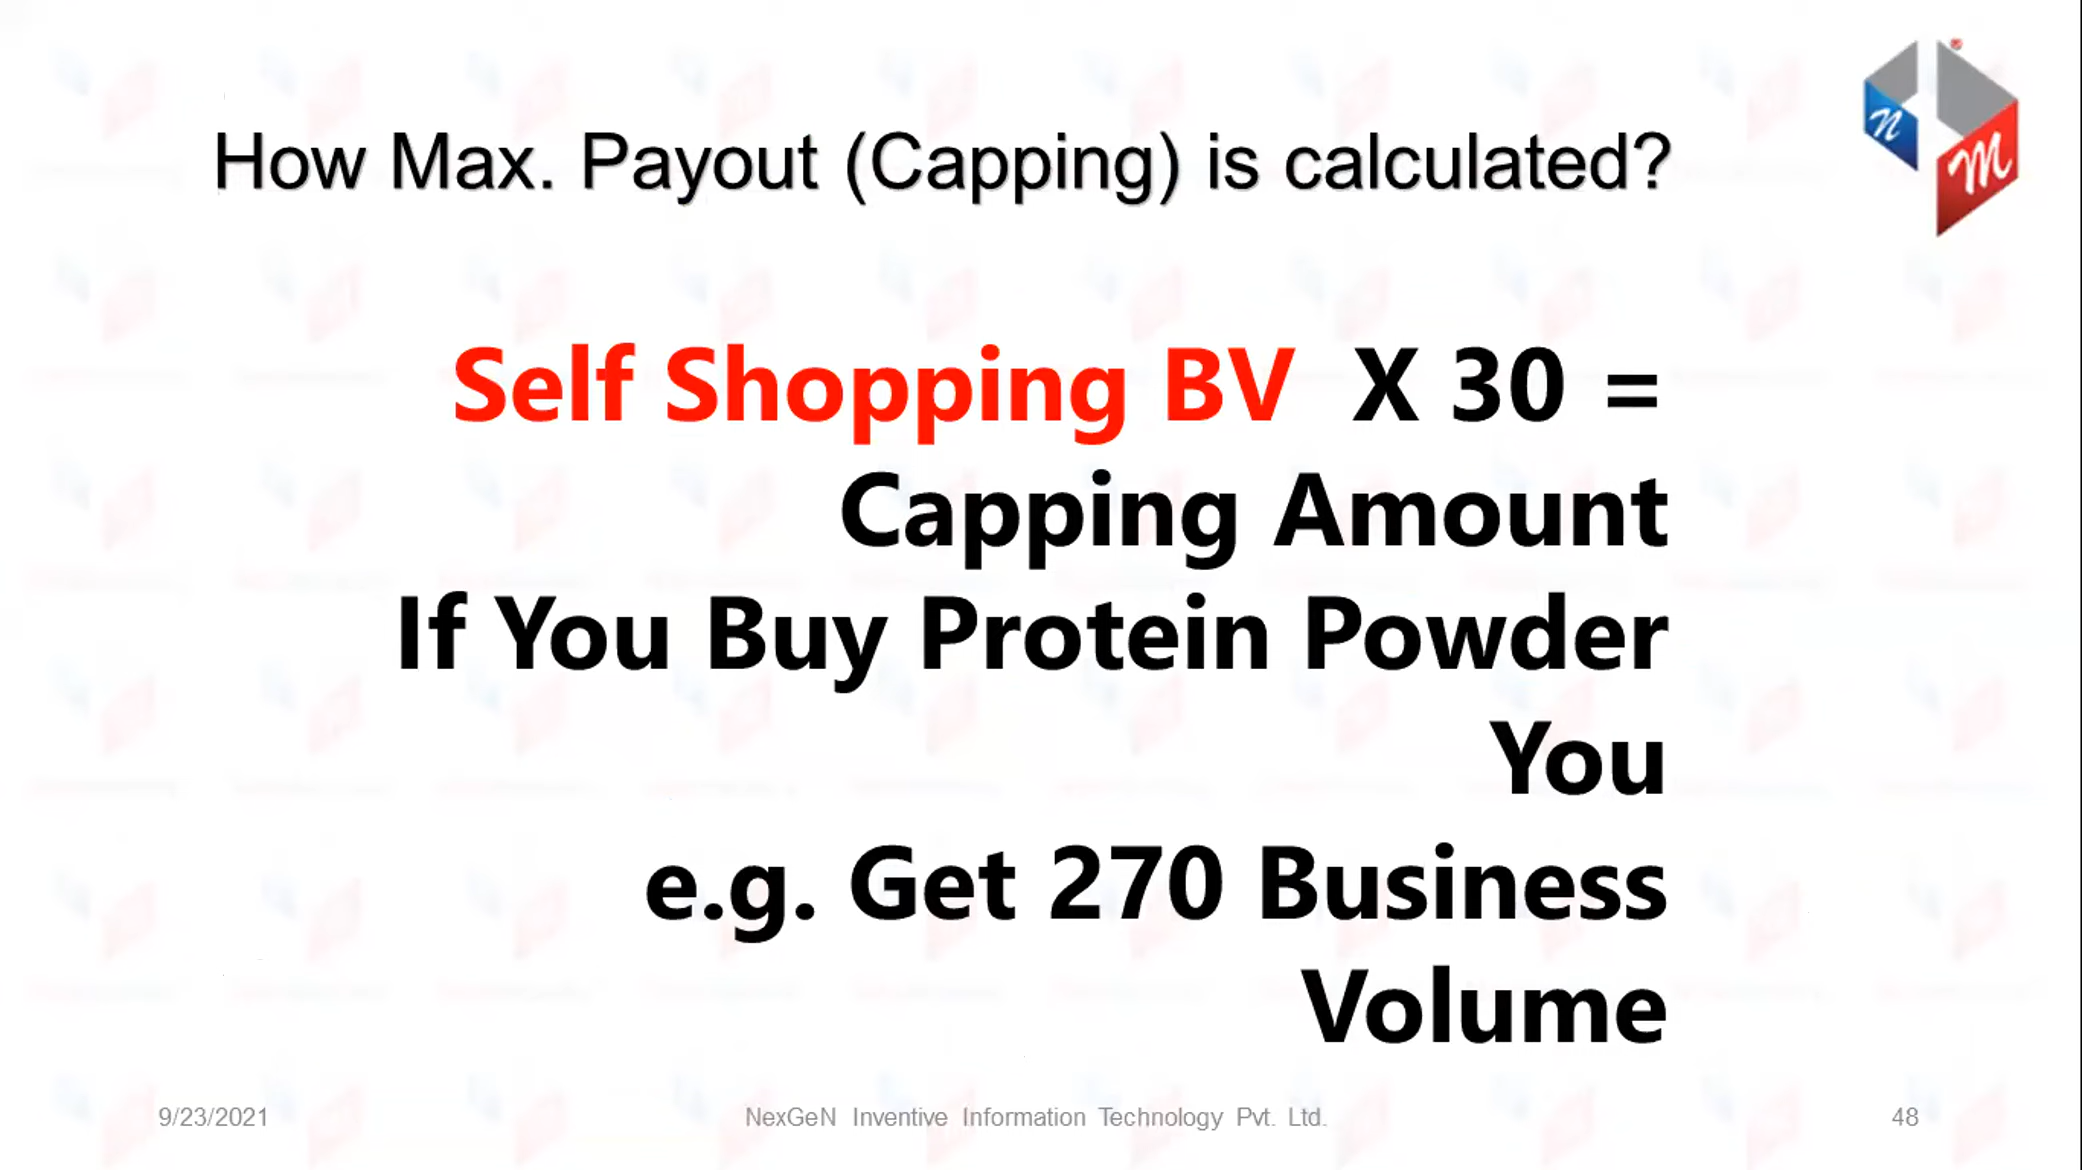 How Max. Payout (Capping) is calculated?
n
m
Self Shopping BV X 30 =
Capping Amount
If You Buy Protein Powder
You
e.g. Get 270 Business
Volume
9/23/2021
NexGeN Inventive Information Technology Pvt. Ltd.
48